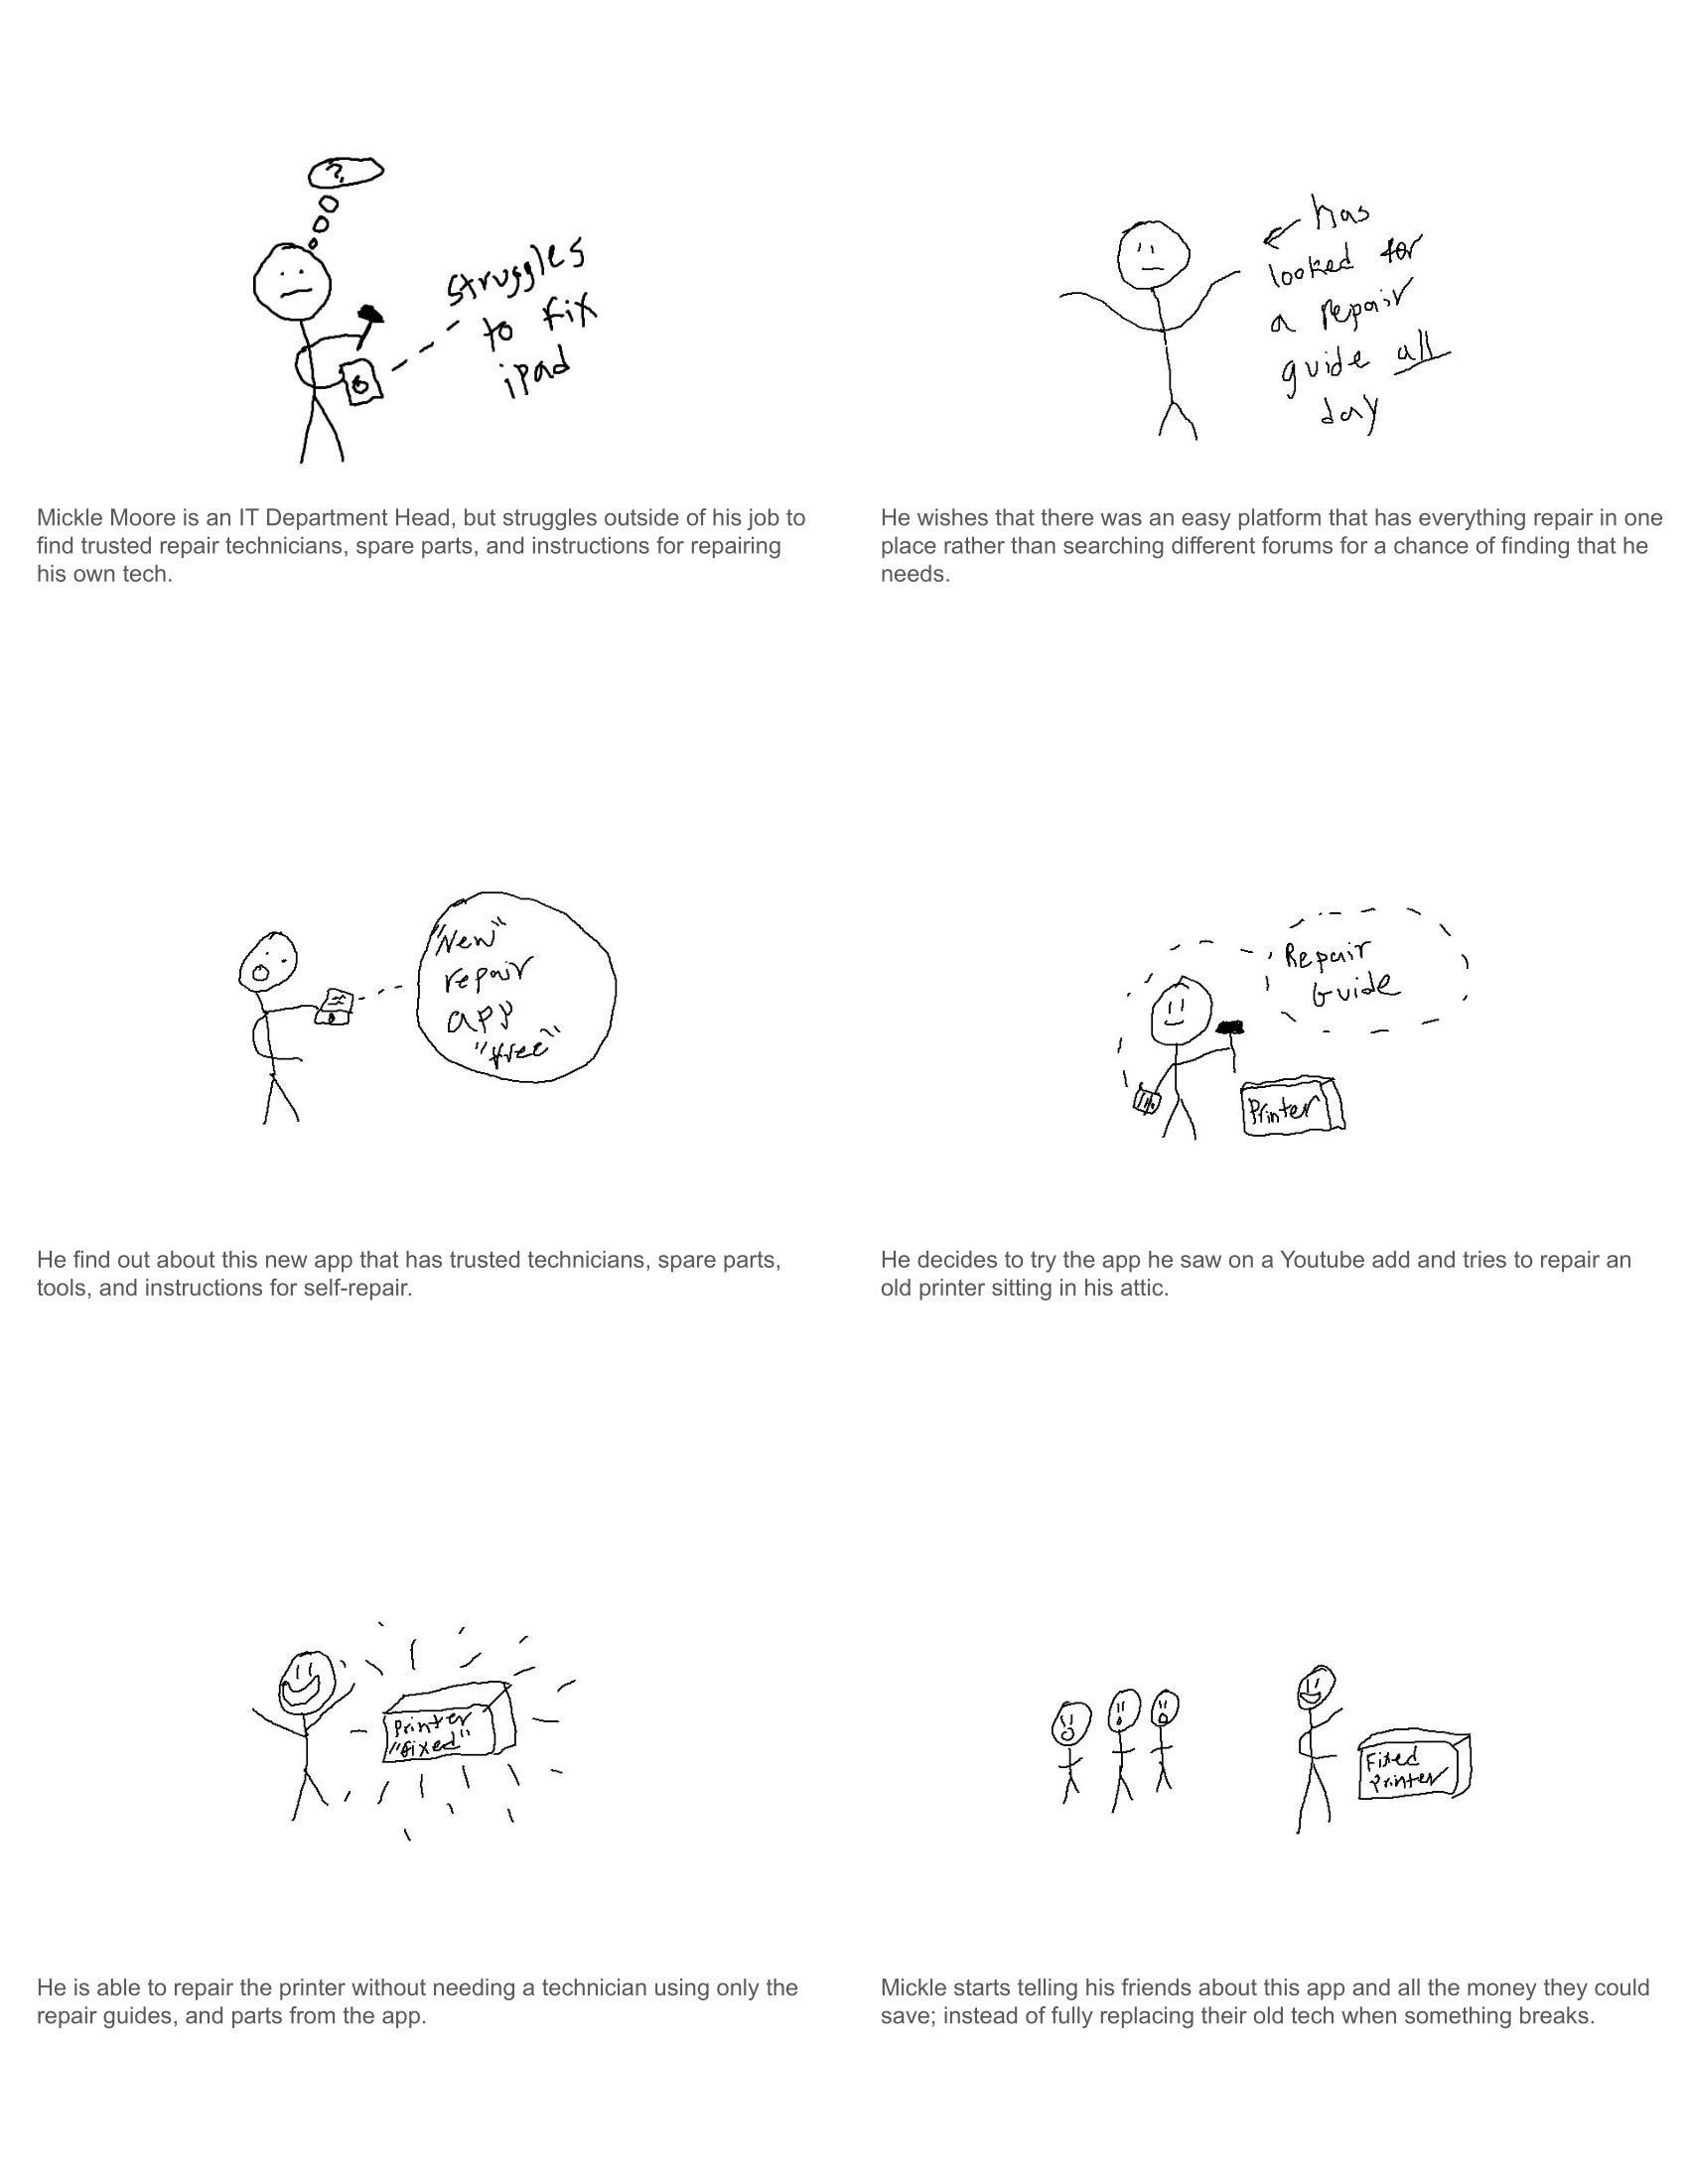 ?
struggles
to fix
ipad
Mickle Moore is an IT Department Head, but struggles outside of his job to
find trusted repair technicians, spare parts, and instructions for repairing
his own tech.
has
looked for
a repair
guide all
day
He wishes that there was an easy platform that has everything repair in one
place rather than searching different forums for a chance of finding that he
needs.
"New"
repair
app
"free"
He find out about this new app that has trusted technicians, spare parts,
tools, and instructions for self-repair.
Repair
Guide
Printer
He decides to try the app he saw on a Youtube add and tries to repair an
old printer sitting in his attic.
Printer
"fixed"
He is able to repair the printer without needing a technician using only the
repair guides, and parts from the app.
Fixed
Printer
Mickle starts telling his friends about this app and all the money they could
save; instead of fully replacing their old tech when something breaks.